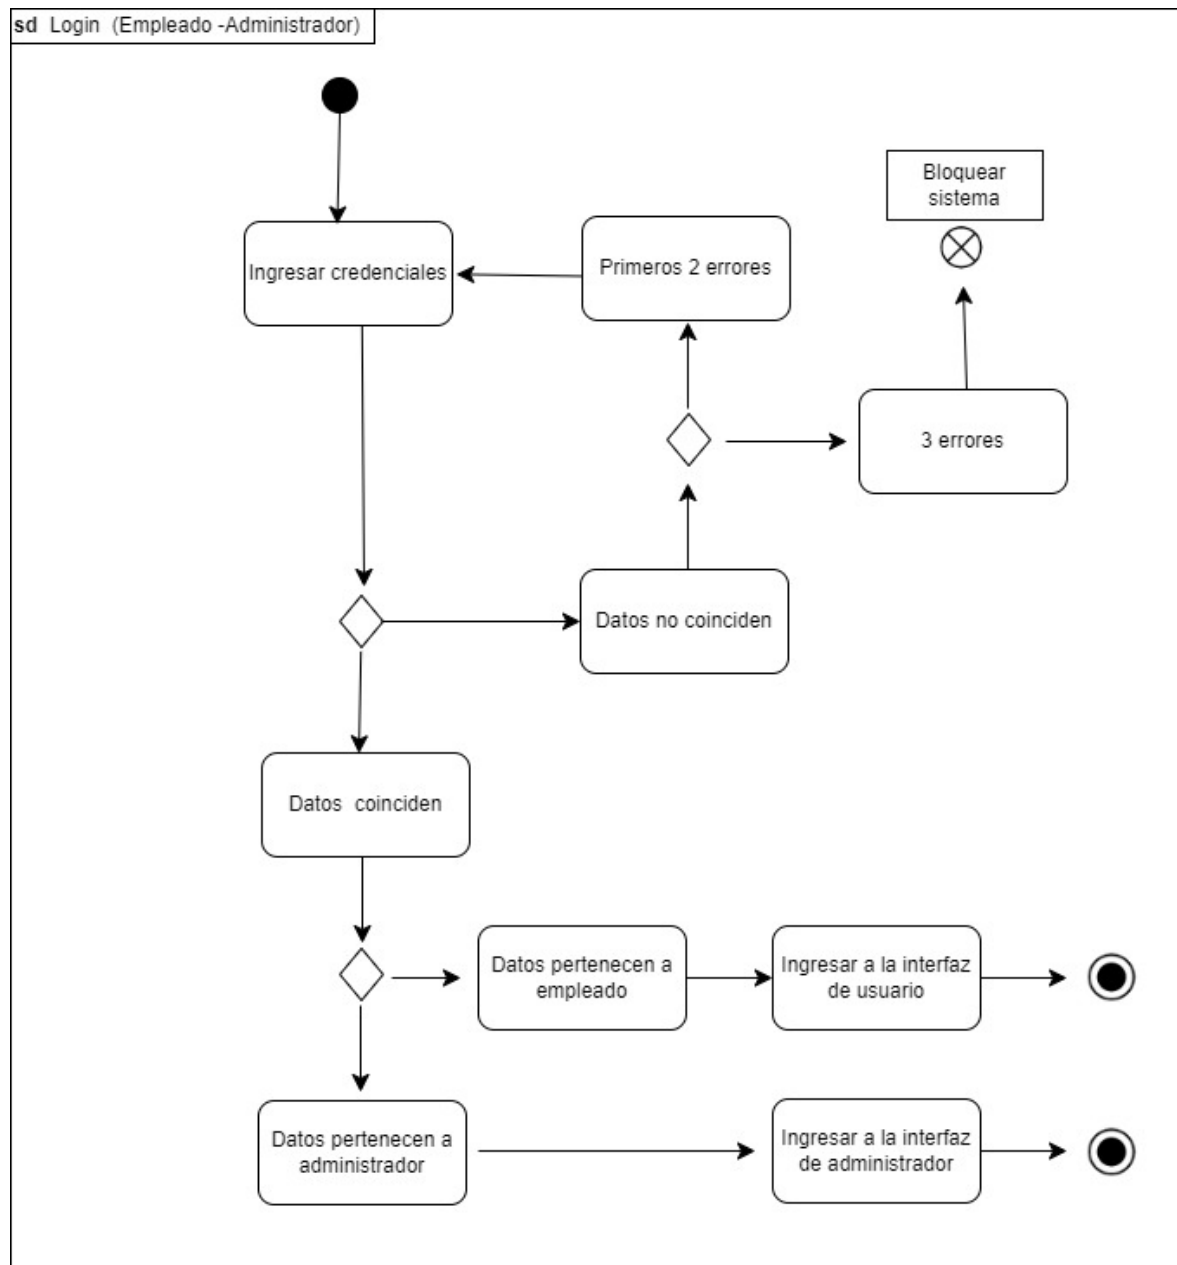 sd Login (Empleado -Administrador)
Bloquear
sistema
Ingresar credenciales
Primeros 2 errores
3 errores
Datos no coinciden
Datos coinciden
Datos pertenecen a
empleado
Ingresar a la interfaz
de usuario
Datos pertenecen a
administrador
Ingresar a la interfaz
de administrador